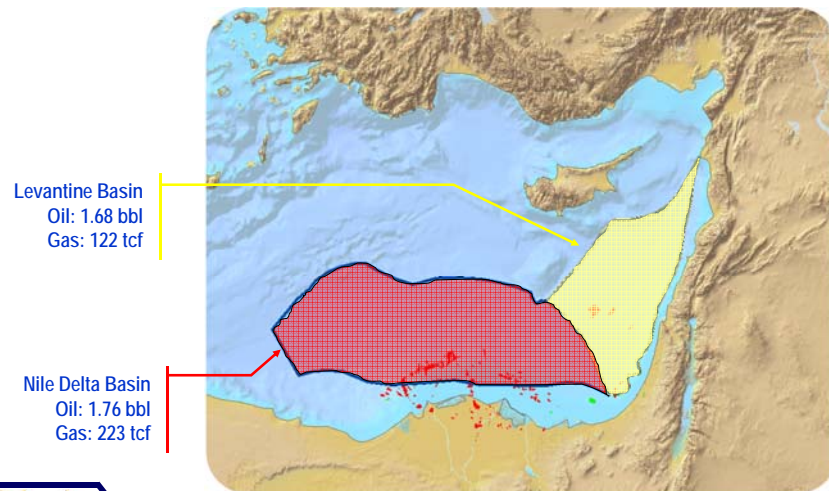 Levantine Basin
Oil: 1.68 bbl
Gas: 122 tcf
Nile Delta Basin
Oil: 1.76 bbl
Gas: 223 tcf